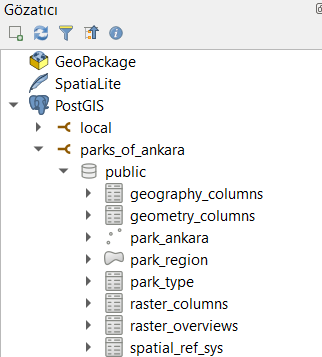 Gözatıcı
GeoPackage
SpatiaLite
PostGIS
local
parks_of_ankara
public
geography_columns
geometry_columns
park_ankara
park_region
park_type
raster_columns
raster_overviews
spatial_ref_sys